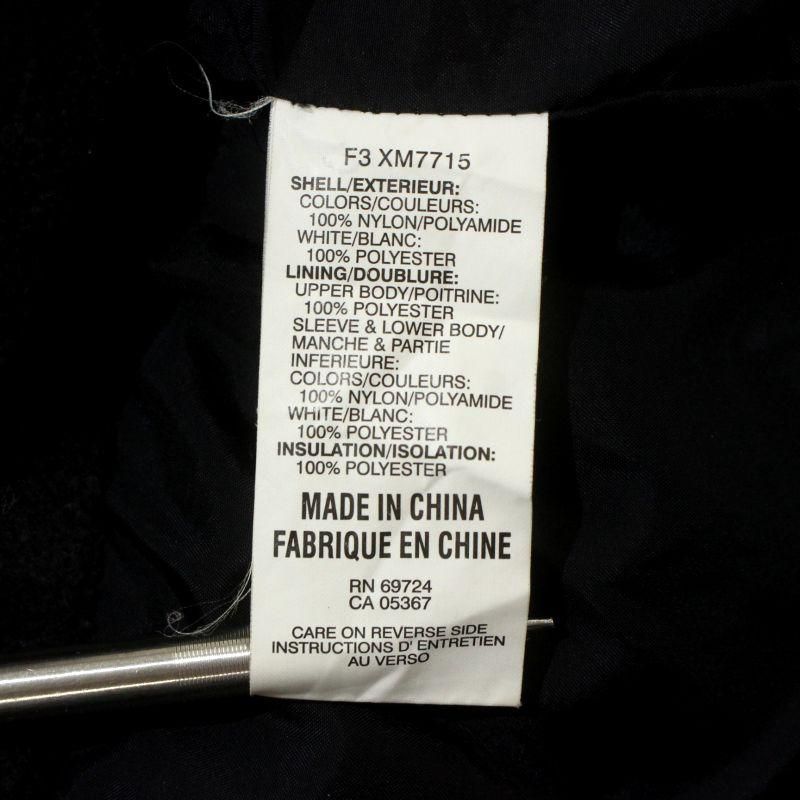 F3 XM7715
SHELL/EXTERIEUR:
COLORS/COULEURS:
100% NYLON/POLYAMIDE
WHITE/BLANC:
100% POLYESTER
LINING/DOUBLURE:
UPPER BODY/POITRINE:
100% POLYESTER
SLEEVE & LOWER BODY/
MANCHE & PARTIE
INFERIEURE:
COLORS/COULEURS:
100% NYLON/POLYAMIDE
WHITE/BLANC:
100% POLYESTER
INSULATION/ISOLATION:
100% POLYESTER
MADE IN CHINA
FABRIQUE EN CHINE
RN 69724
CA 05367
CARE ON REVERSE SIDE
INSTRUCTIONS D' ENTRETIEN
AU VERSO